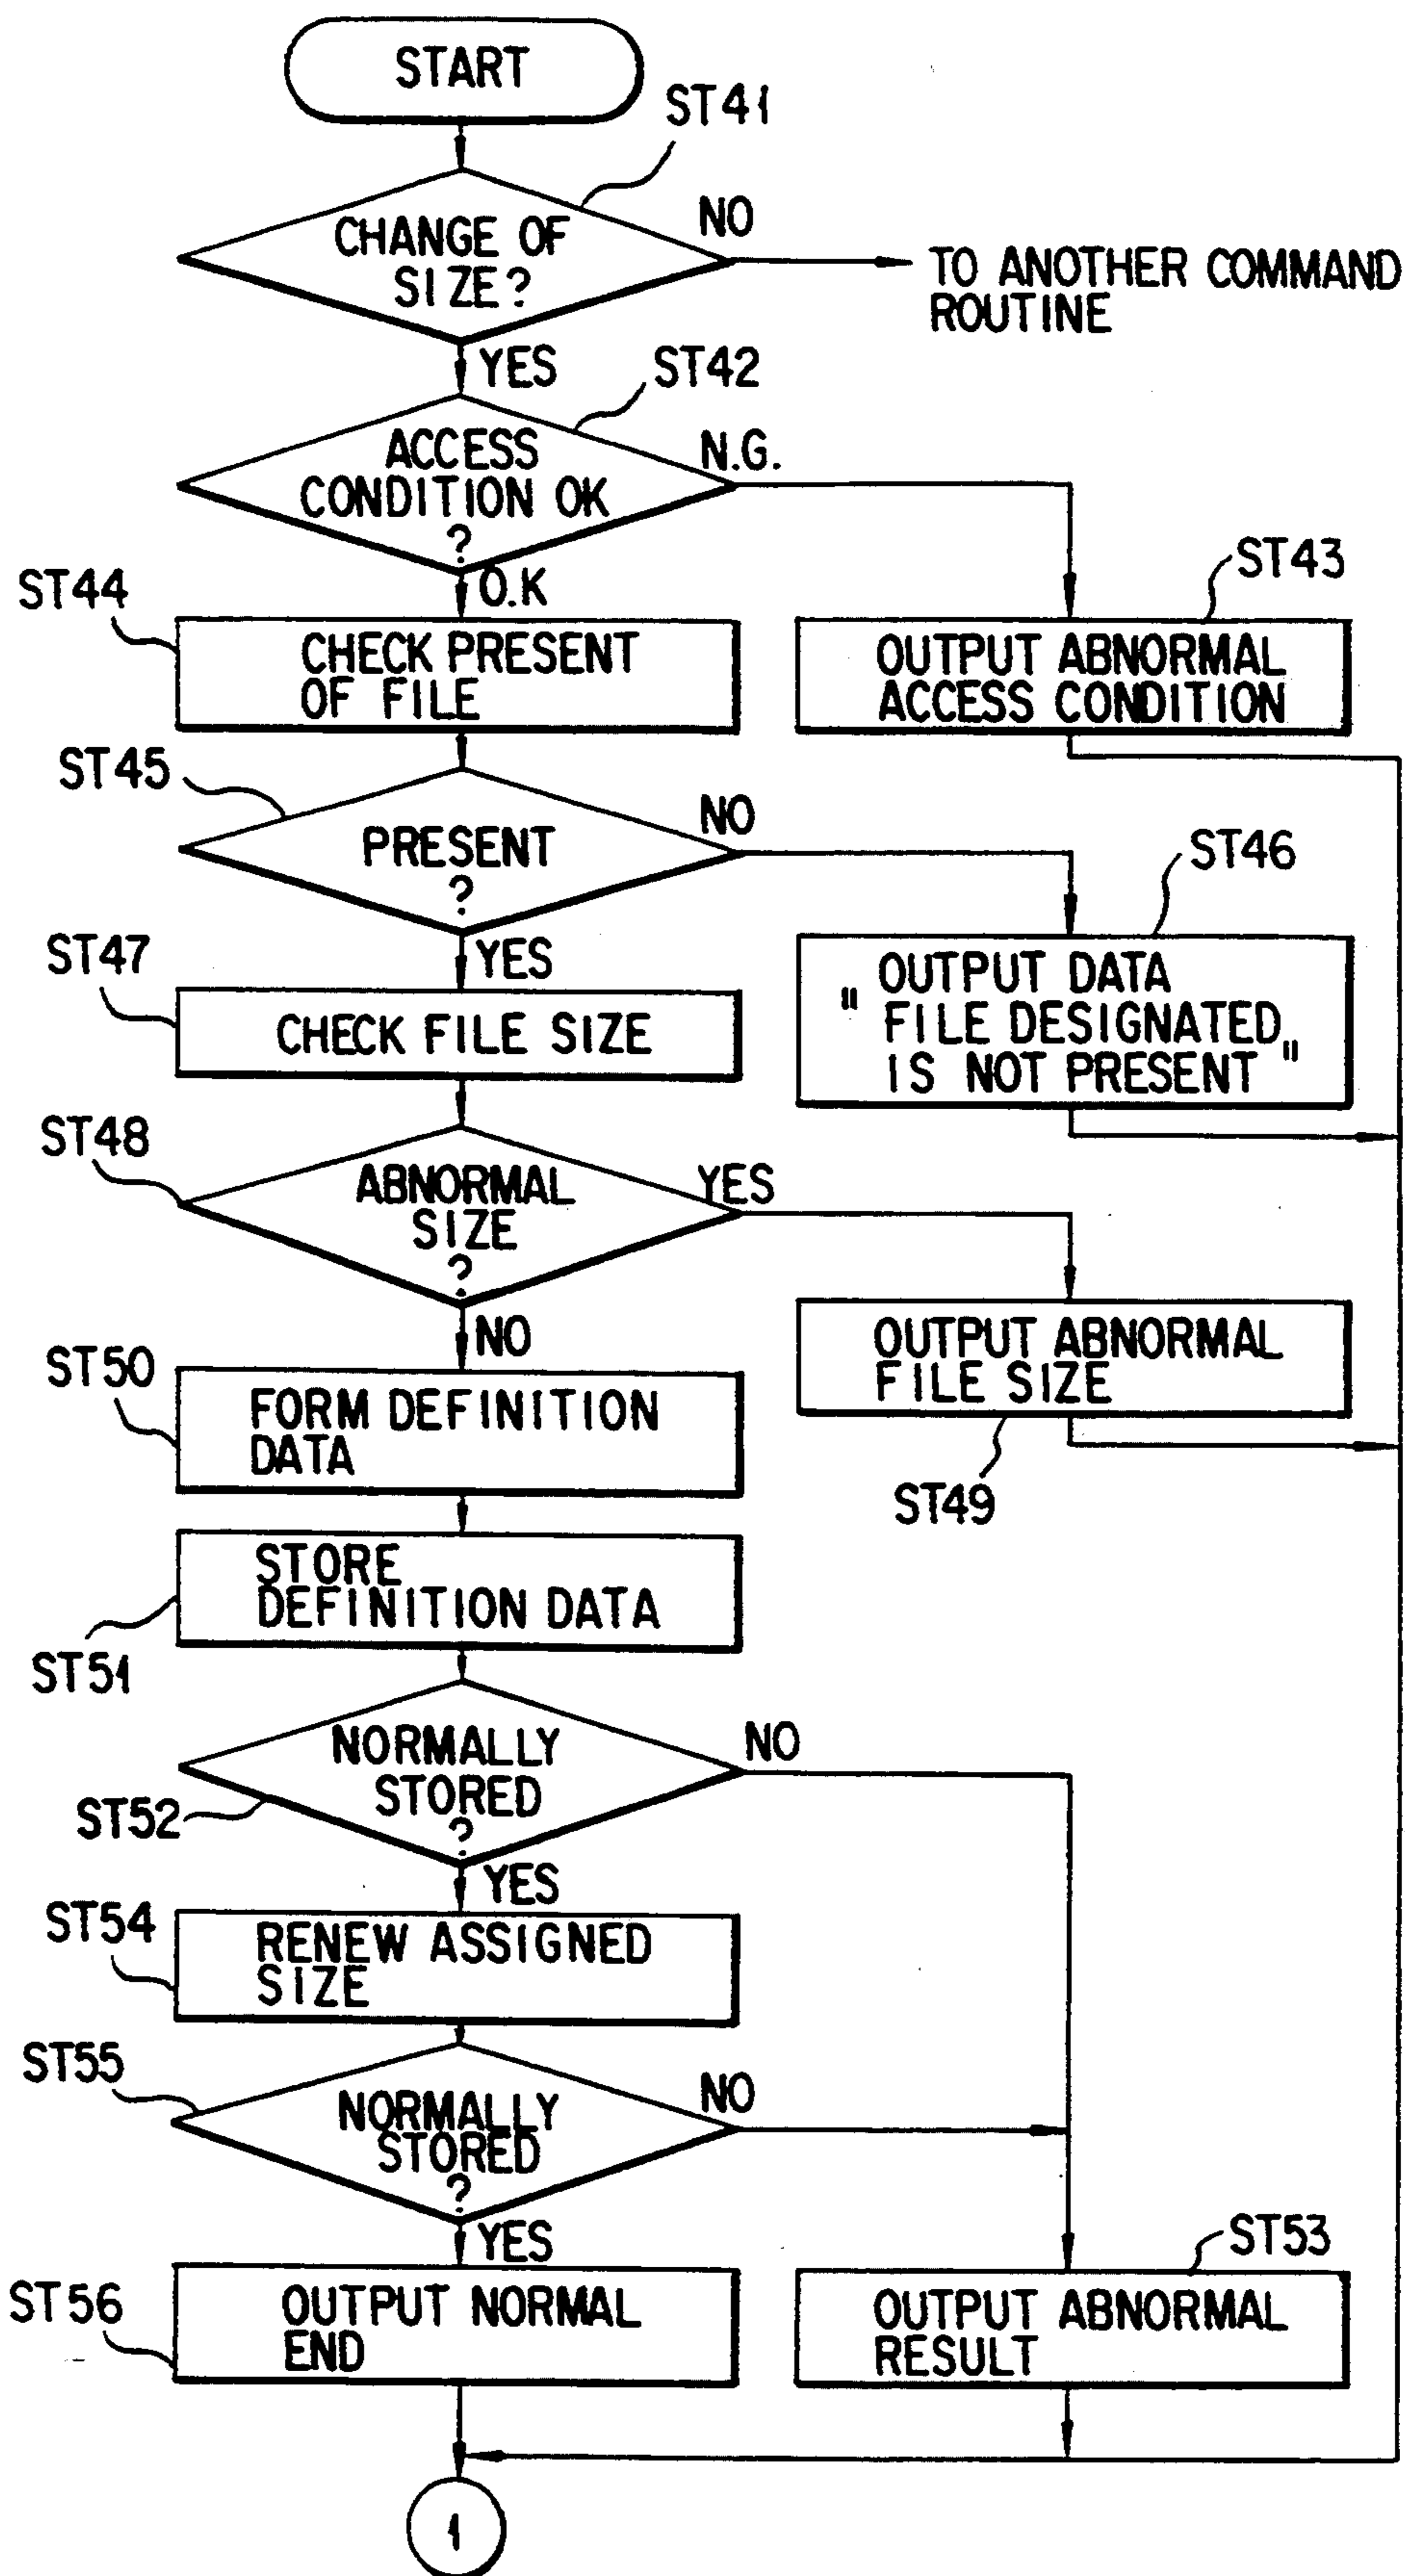 START
ST41
CHANGE OF
SIZE?
NO
TO ANOTHER COMMAND
ROUTINE
YES
ST42
ACCESS
CONDITION OK
?
N.G.
O.K
ST44
CHECK PRESENT
OF FILE
ST43
OUTPUT ABNORMAL
ACCESS CONDITION
ST45
PRESENT
?
NO
ST46
OUTPUT DATA
" FILE DESIGNATED
IS NOT PRESENT "
YES
ST47
CHECK FILE SIZE
ST48
ABNORMAL
SIZE
?
YES
OUTPUT ABNORMAL
FILE SIZE
ST49
NO
ST50
FORM DEFINITION
DATA
STORE
DEFINITION DATA
ST51
NORMALLY
STORED
?
NO
ST52
YES
ST54
RENEW ASSIGNED
SIZE
ST55
NORMALLY
STORED
?
NO
YES
ST53
ST56
OUTPUT NORMAL
END
OUTPUT ABNORMAL
RESULT
1